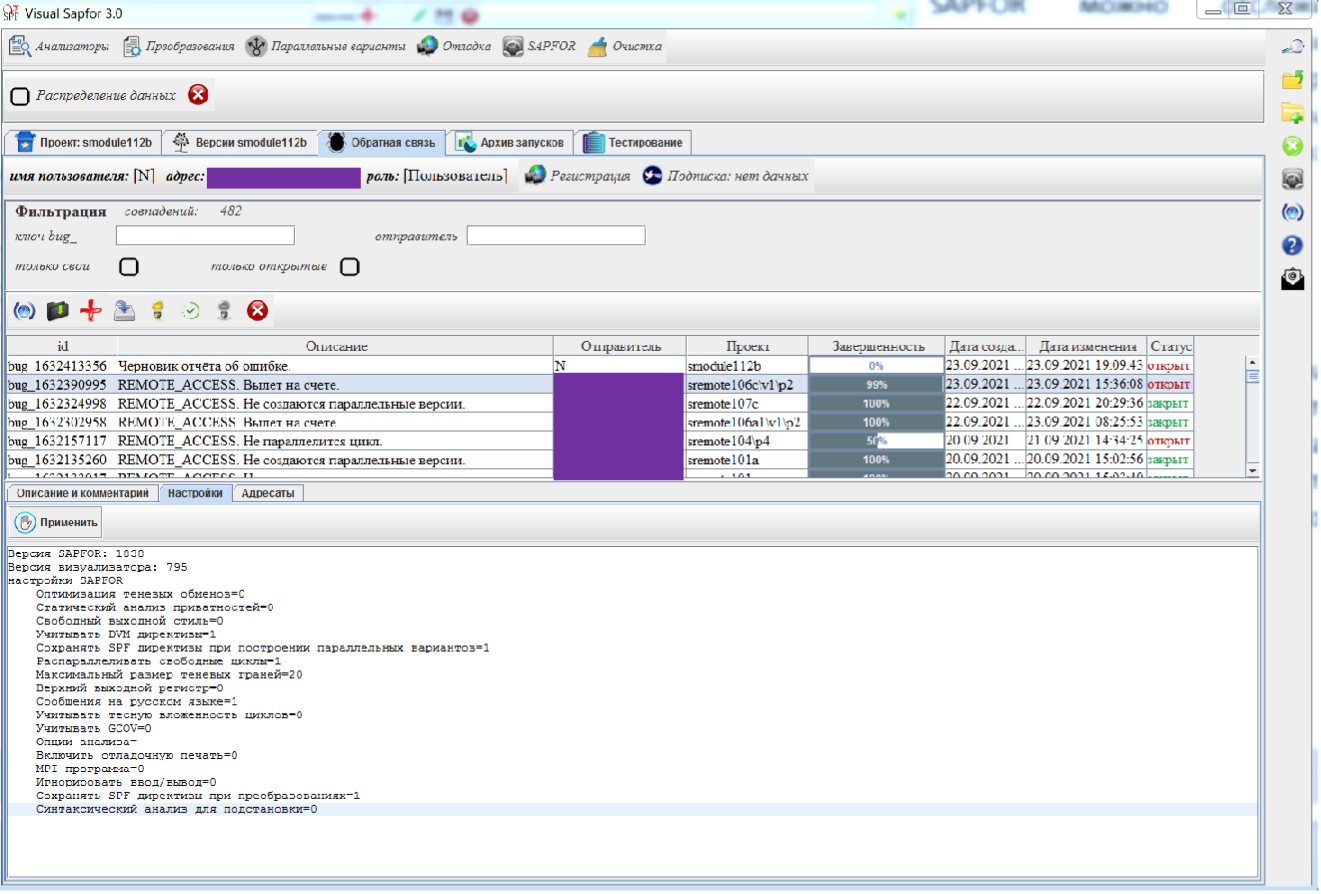 SAPFOR можно
Visual Sapfor 3.0
Анализаторы Преобразования Параллельные варианты Отладка SAPFOR Очистка
Распределение данных
Проект: smodule112b Версии smodule112b Обратная связь Архив запусков Тестирование
имя пользователя: [N] адрес: роль: [Пользователь] Регистрация Подписка: нет данных
Фильтрация совпадений: 482
ключ bug_ отправитель
только свои только открытые
id Описание Отправитель Проект Завершенность Дата созда... Дата изменения Статус
bug_1632413356 Черновик отчёта об ошибке. N smodule112b 0% 23.09.2021 ... 23.09.2021 19.09.43 открыт
bug_1632390995 REMOTE_ACCESS. Вылет на счете. sremote106c\v1\p2 99% 23.09.2021 ... 23.09.2021 15:36:08 открыт
bug_1632324998 REMOTE_ACCESS. Не создаются параллельные версии. sremote107c 100% 22.09.2021 ... 22.09.2021 20:29:36 закрыт
bug_1632302958 REMOTE_ACCESS. Вылет на счете sremote106a1\v1\p2 100% 22.09.2021 ... 23.09.2021 08:25:53 закрыт
bug_1632157117 REMOTE_ACCESS. Не параллелится цикл. sremote104\p4 50% 20.09.2021 ... 21.09.2021 14:34:25 открыт
bug_1632135260 REMOTE_ACCESS. Не создаются параллельные версии. sremote101a 100% 20.09.2021 ... 20.09.2021 15:02:56 закрыт
Описание и комментарий Настройки Адресаты
Применить
Версия SAPFOR: 1838
Версия визуализатора: 795
настройки SAPFOR
Оптимизация теневых обменов=0
Статический анализ приватностей=0
Свободный выходной стиль=0
Учитывать DVM директивы=1
Сохранять SPF директивы при построении параллельных вариантов=1
Распараллеливать свободные циклы=1
Максимальный размер теневых граней=20
Верхний выходной регистр=0
Сообщения на русском языке=1
Учитывать тесную вложенность циклов=0
Учитывать GCOV=0
Опции анализа=
Включить отладочную печать=0
MPI программа=0
Игнорировать ввод/вывод=0
Сохранять SPF директивы при преобразованиях=1
Синтаксический анализ для подстановки=0